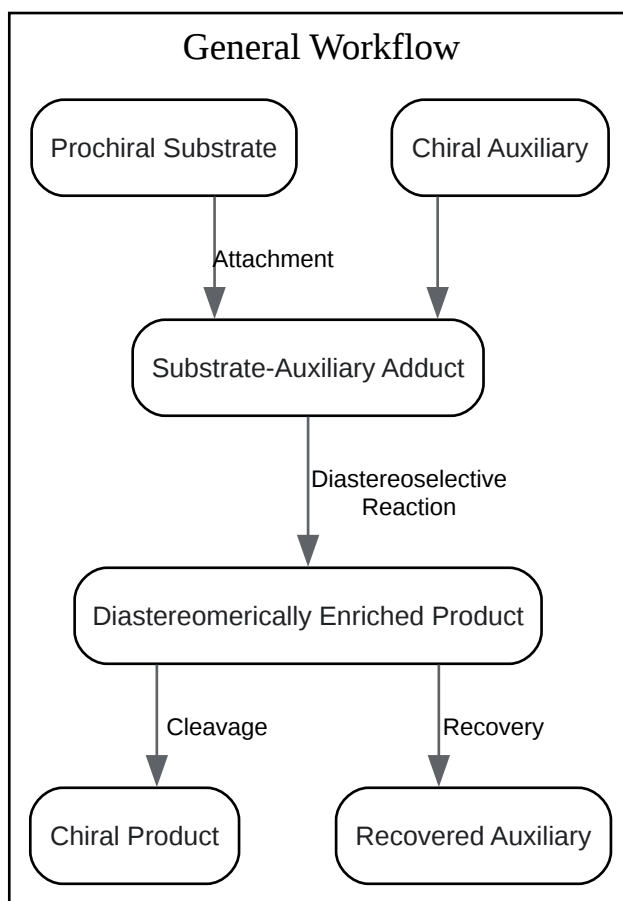 General Workflow
Prochiral Substrate
Chiral Auxiliary
Attachment
Substrate-Auxiliary Adduct
Diastereoselective
Reaction
Diastereomerically Enriched Product
Cleavage
Recovery
Chiral Product
Recovered Auxiliary